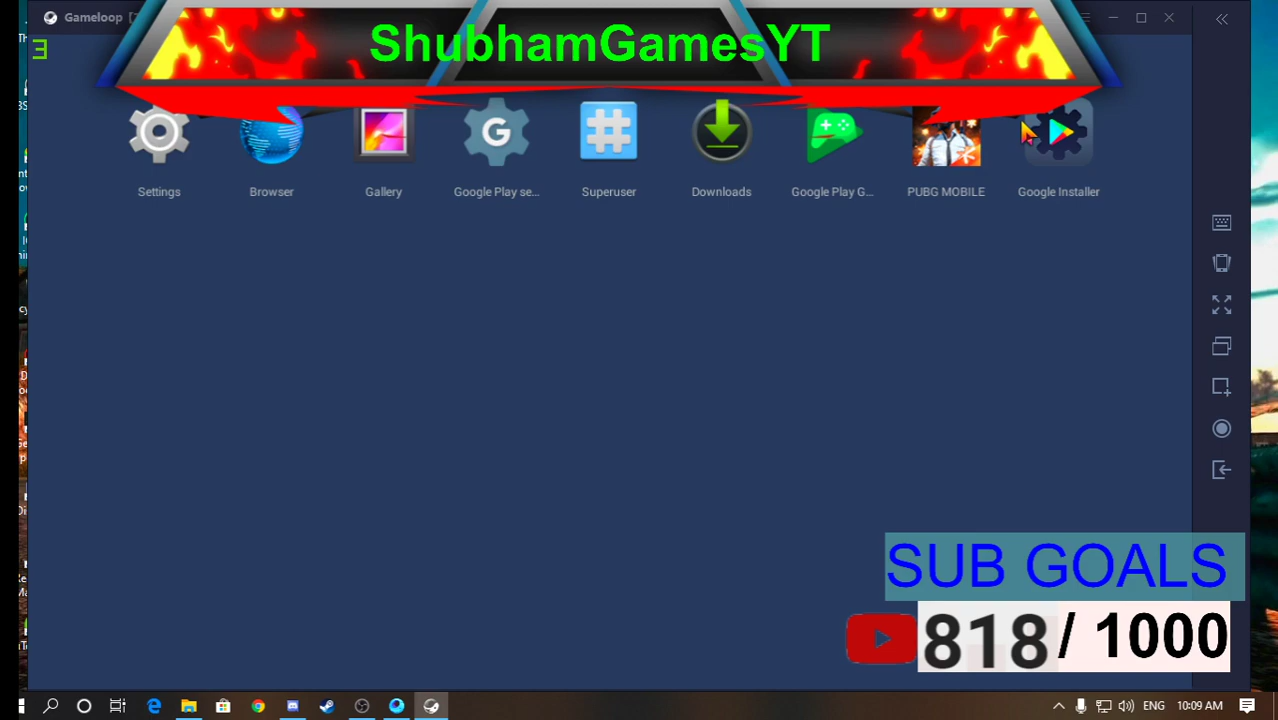 Gameloop
ShubhamGamesYT
3
Settings
Browser
Gallery
Google Play se...
Superuser
Downloads
Google Play G...
PUBG MOBILE
Google Installer
SUB GOALS
818 / 1000
ENG
10:09 AM